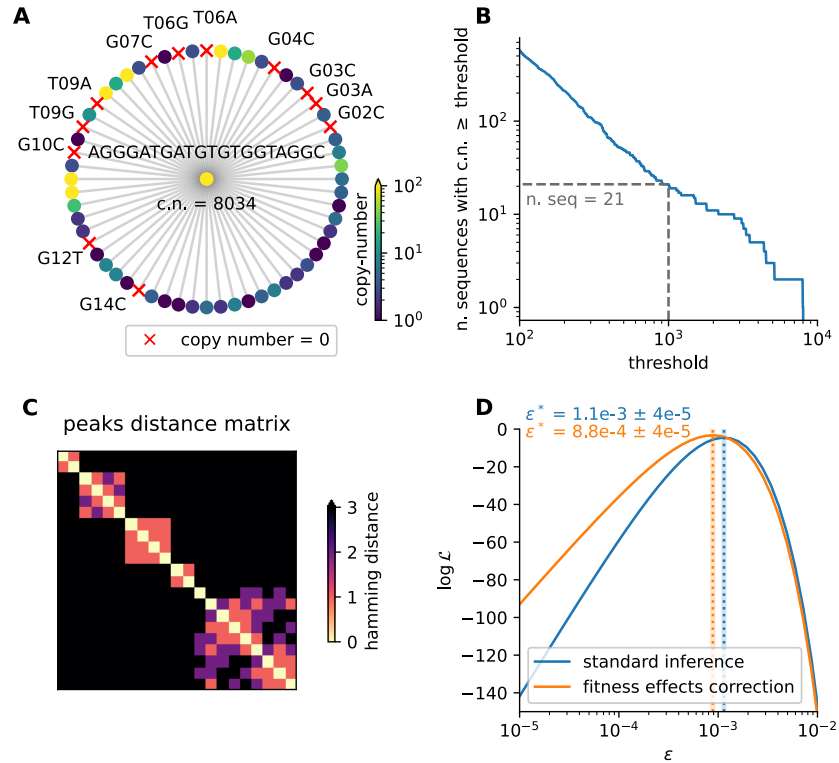 A
T06G
T06A
G07C
G04C
T09A
G03C
G03A
T09G
G02C
G10C
AGGGATGATGTGTGGTAGGC
c.n. = 8034
G12T
G14C
copy-number
10²
10¹
10⁰
× copy number = 0
B
n. sequences with c.n. ≥ threshold
10²
10¹
10⁰
n. seq = 21
10²
10³
10⁴
threshold
C
peaks distance matrix
3
2
1
0
hamming distance
D
ε* = 1.1e-3 ± 4e-5
ε* = 8.8e-4 ± 4e-5
0
−20
−40
−60
−80
−100
−120
−140
log ℒ
standard inference
fitness effects correction
10⁻⁵
10⁻⁴
10⁻³
10⁻²
ε